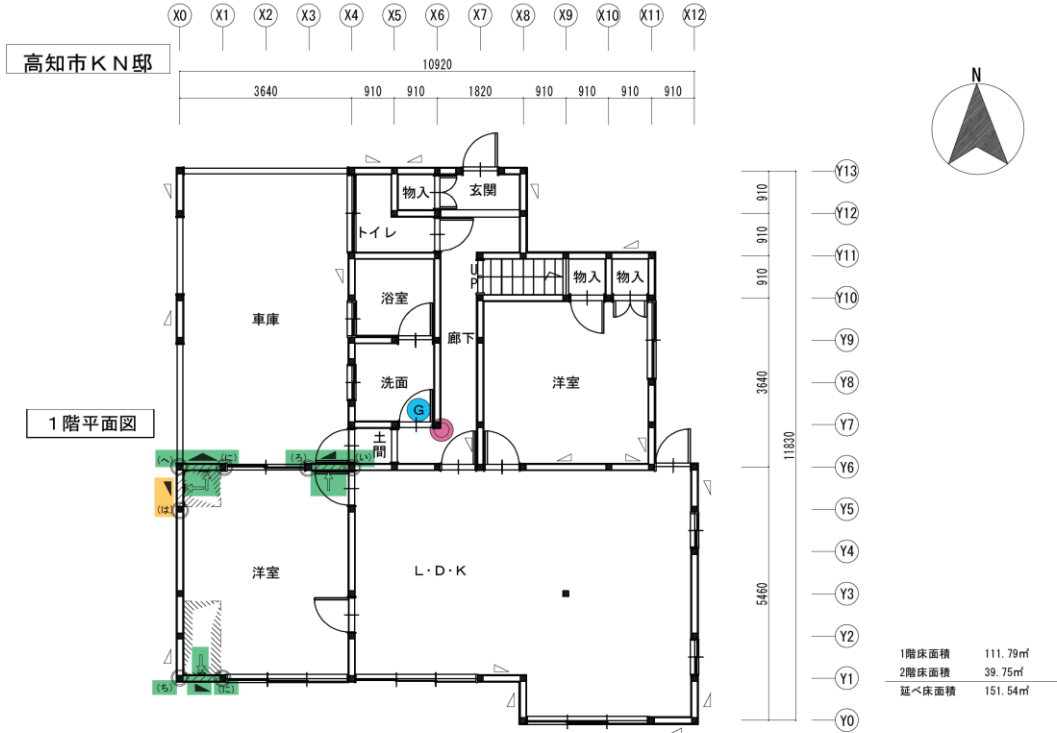 X0 X1 X2 X3 X4 X5 X6 X7 X8 X9 X10 X11 X12
高知市ＫＮ邸
10920
3640 910 910 1820 910 910 910 910
N
物入 玄関
トイレ
UP
物入 物入
浴室
車庫
廊下
洗面
洋室
G
１階平面図
土間
(へ) (に) (ろ) (い)
(は)
洋室
L・D・K
(ち) (に)
Y13
Y12
Y11
Y10
Y9
Y8
Y7
Y6
Y5
Y4
Y3
Y2
Y1
Y0
910
910
910
3640
5460
11830
1階床面積 111.79㎡
2階床面積 39.75㎡
延べ床面積 151.54㎡